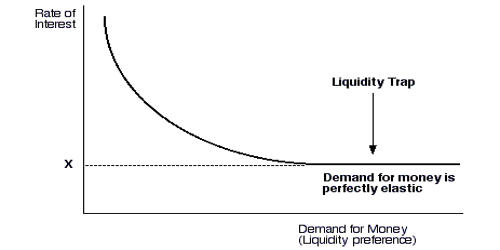 Rate of
Interest
Liquidity Trap
X
Demand for money is
perfectly elastic
Demand for Money
(Liquidity preference)